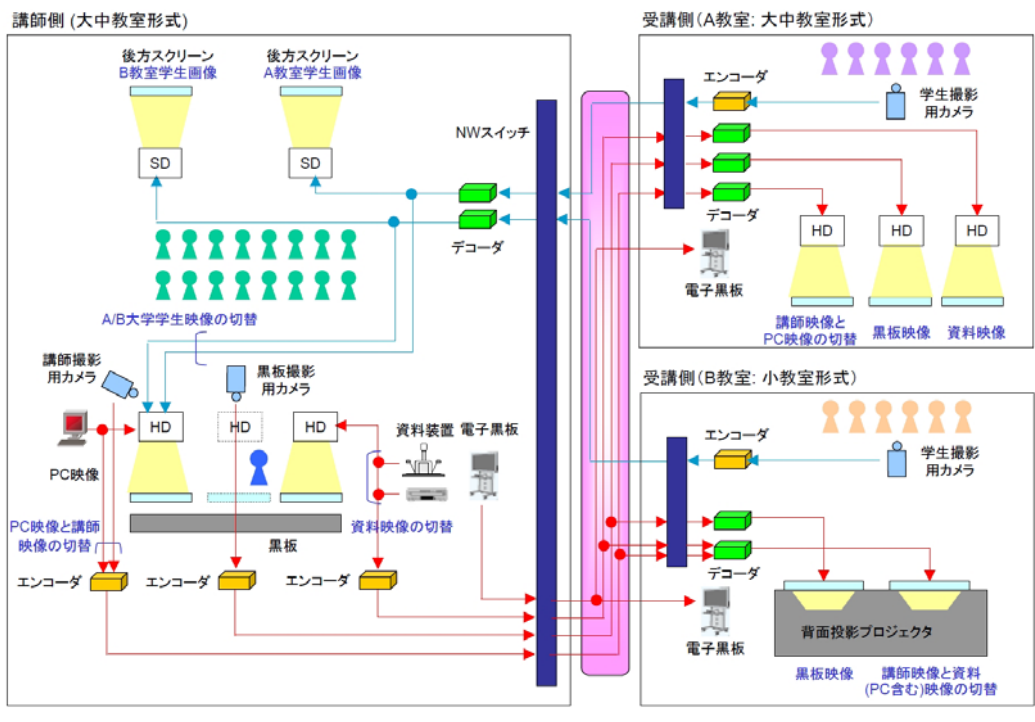 講師側 (大中教室形式)
後方スクリーン
B教室学生画像
後方スクリーン
A教室学生画像
SD
SD
NWスイッチ
デコーダ
A/B大学学生映像の切替
講師撮影
用カメラ
黒板撮影
用カメラ
HD
HD
HD
資料装置
電子黒板
PC映像
PC映像と講師
映像の切替
黒板
資料映像の切替
エンコーダ
エンコーダ
エンコーダ
受講側(A教室: 大中教室形式)
エンコーダ
学生撮影
用カメラ
デコーダ
電子黒板
HD
HD
HD
講師映像と
PC映像の切替
黒板映像
資料映像
受講側(B教室: 小教室形式)
エンコーダ
学生撮影
用カメラ
デコーダ
電子黒板
背面投影プロジェクタ
黒板映像
講師映像と資料
(PC含む)映像の切替